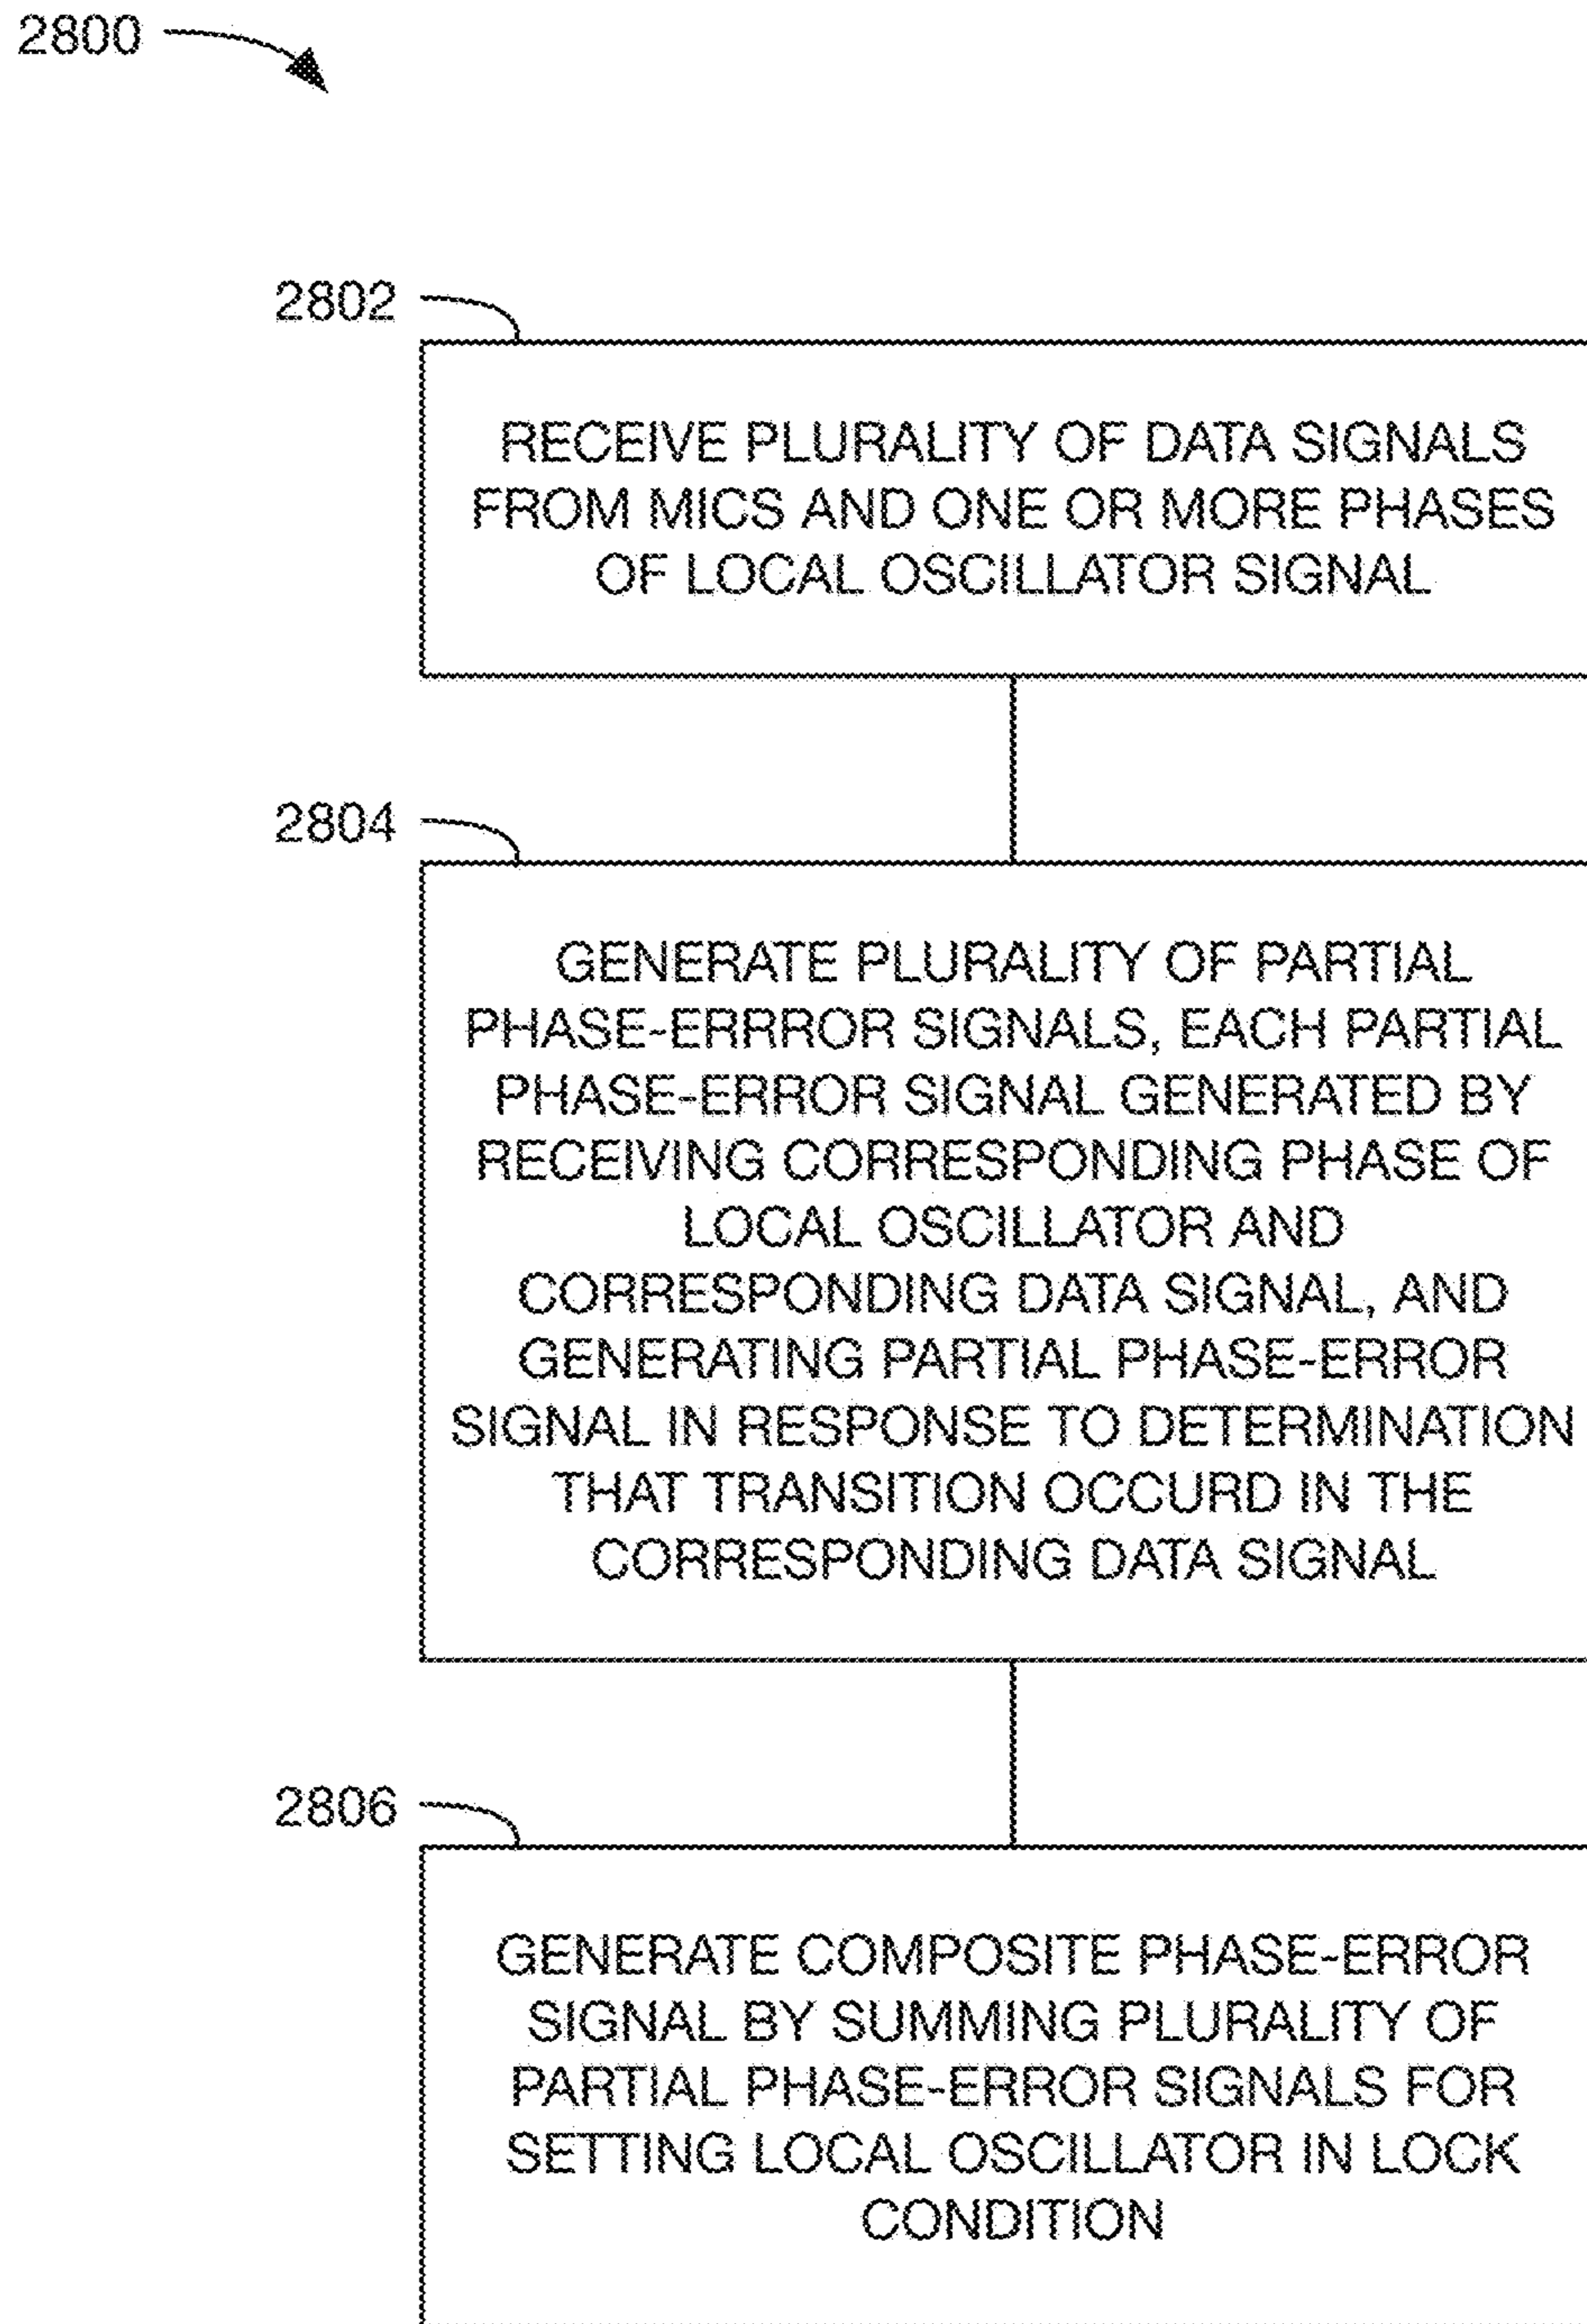 2800
2802
RECEIVE PLURALITY OF DATA SIGNALS
FROM MICS AND ONE OR MORE PHASES
OF LOCAL OSCILLATOR SIGNAL
2804
GENERATE PLURALITY OF PARTIAL
PHASE-ERRROR SIGNALS, EACH PARTIAL
PHASE-ERROR SIGNAL GENERATED BY
RECEIVING CORRESPONDING PHASE OF
LOCAL OSCILLATOR AND
CORRESPONDING DATA SIGNAL, AND
GENERATING PARTIAL PHASE-ERROR
SIGNAL IN RESPONSE TO DETERMINATION
THAT TRANSITION OCCURD IN THE
CORRESPONDING DATA SIGNAL
2806
GENERATE COMPOSITE PHASE-ERROR
SIGNAL BY SUMMING PLURALITY OF
PARTIAL PHASE-ERROR SIGNALS FOR
SETTING LOCAL OSCILLATOR IN LOCK
CONDITION